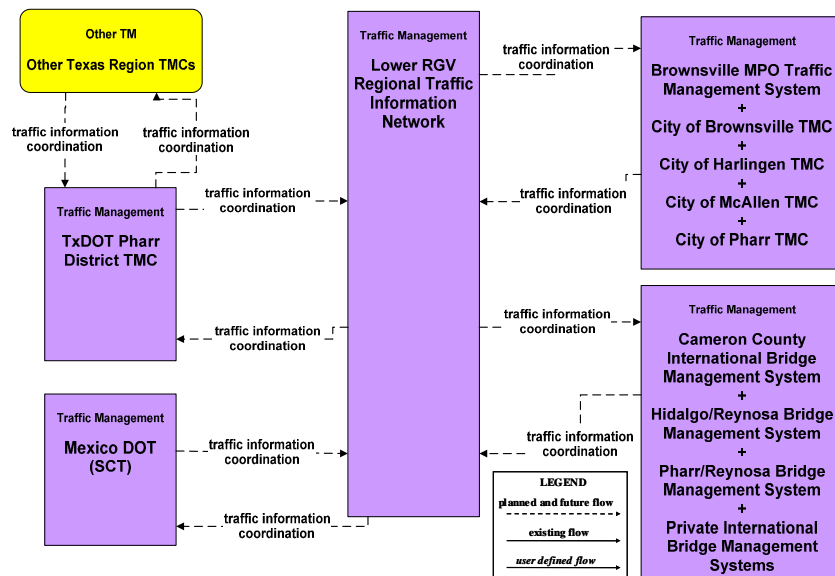 Other TM
Other Texas Region TMCs
traffic information
coordination
traffic information
coordination
Traffic Management
TxDOT Pharr
District TMC
traffic information
coordination
traffic information
coordination
Traffic Management
Mexico DOT
(SCT)
traffic information
coordination
traffic information
coordination
Traffic Management
Lower RGV
Regional Traffic
Information
Network
traffic information
coordination
traffic information
coordination
Traffic Management
Brownsville MPO Traffic
Management System
+
City of Brownsville TMC
+
City of Harlingen TMC
+
City of McAllen TMC
+
City of Pharr TMC
traffic information
coordination
traffic information
coordination
Traffic Management
Cameron County
International Bridge
Management System
+
Hidalgo/Reynosa Bridge
Management System
+
Pharr/Reynosa Bridge
Management System
+
Private International
Bridge Management
Systems
LEGEND
planned and future flow
existing flow
user defined flow